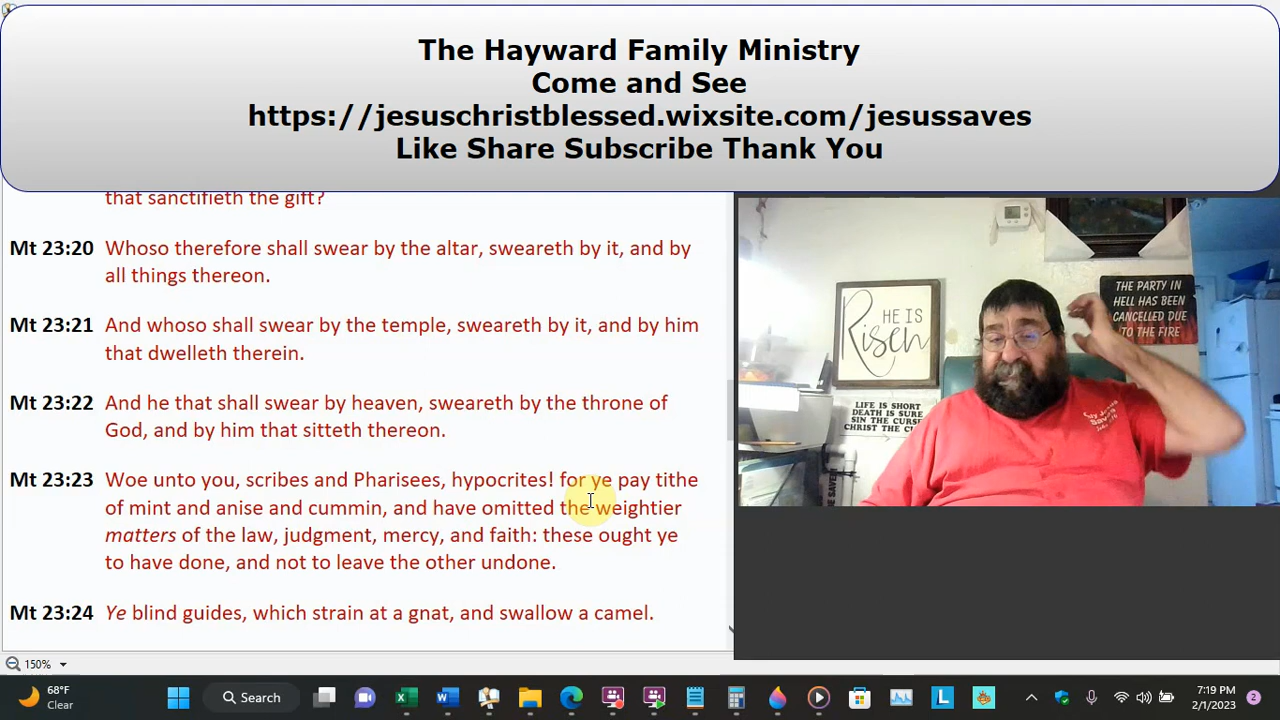 The Hayward Family Ministry
Come and See
https://jesuschristblessed.wixsite.com/jesussaves
Like Share Subscribe Thank You
that sanctifieth the gift?
Mt 23:20 Whoso therefore shall swear by the altar, sweareth by it, and by
all things thereon.
Mt 23:21 And whoso shall swear by the temple, sweareth by it, and by him
that dwelleth therein.
Mt 23:22 And he that shall swear by heaven, sweareth by the throne of
God, and by him that sitteth thereon.
Mt 23:23 Woe unto you, scribes and Pharisees, hypocrites! for ye pay tithe
of mint and anise and cummin, and have omitted the weightier
matters of the law, judgment, mercy, and faith: these ought ye
to have done, and not to leave the other undone.
Mt 23:24 Ye blind guides, which strain at a gnat, and swallow a camel.
HE IS
Risen
LIFE IS SHORT
DEATH IS SURE
SIN THE CURSE
CHRIST THE
THE PARTY IN
HELL HAS BEEN
CANCELLED DUE
TO THE FIRE
150%
68°F
Clear
Search
7:19 PM
2/1/2023
2